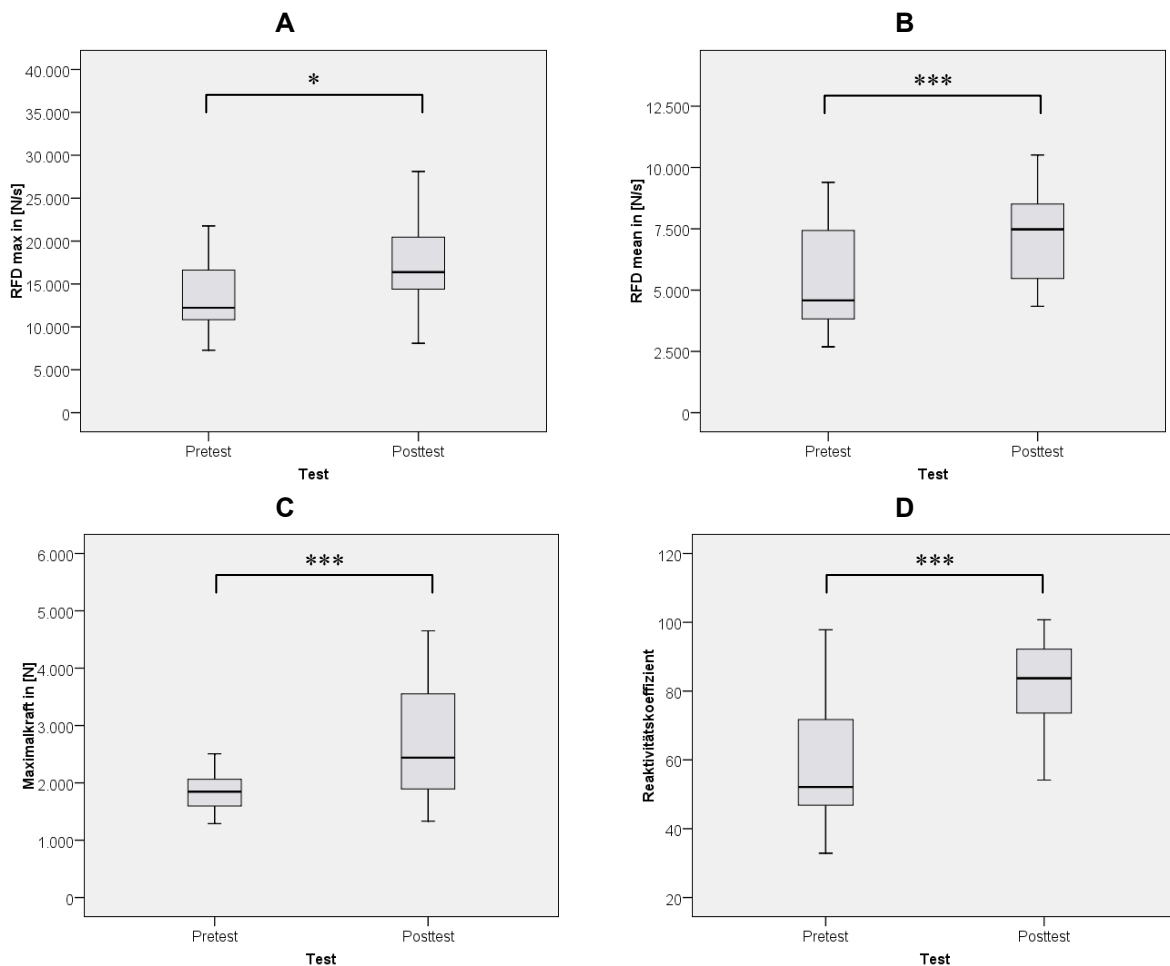 A
RFD max in [N/s]
40.000
35.000
30.000
25.000
20.000
15.000
10.000
5.000
0
*
Pretest
Posttest
Test
B
RFD mean in [N/s]
12.500
10.000
7.500
5.000
2.500
0
***
Pretest
Posttest
Test
C
Maximalkraft in [N]
6.000
5.000
4.000
3.000
2.000
1.000
0
***
Pretest
Posttest
Test
D
Reaktivitätskoeffizient
120
100
80
60
40
20
***
Pretest
Posttest
Test